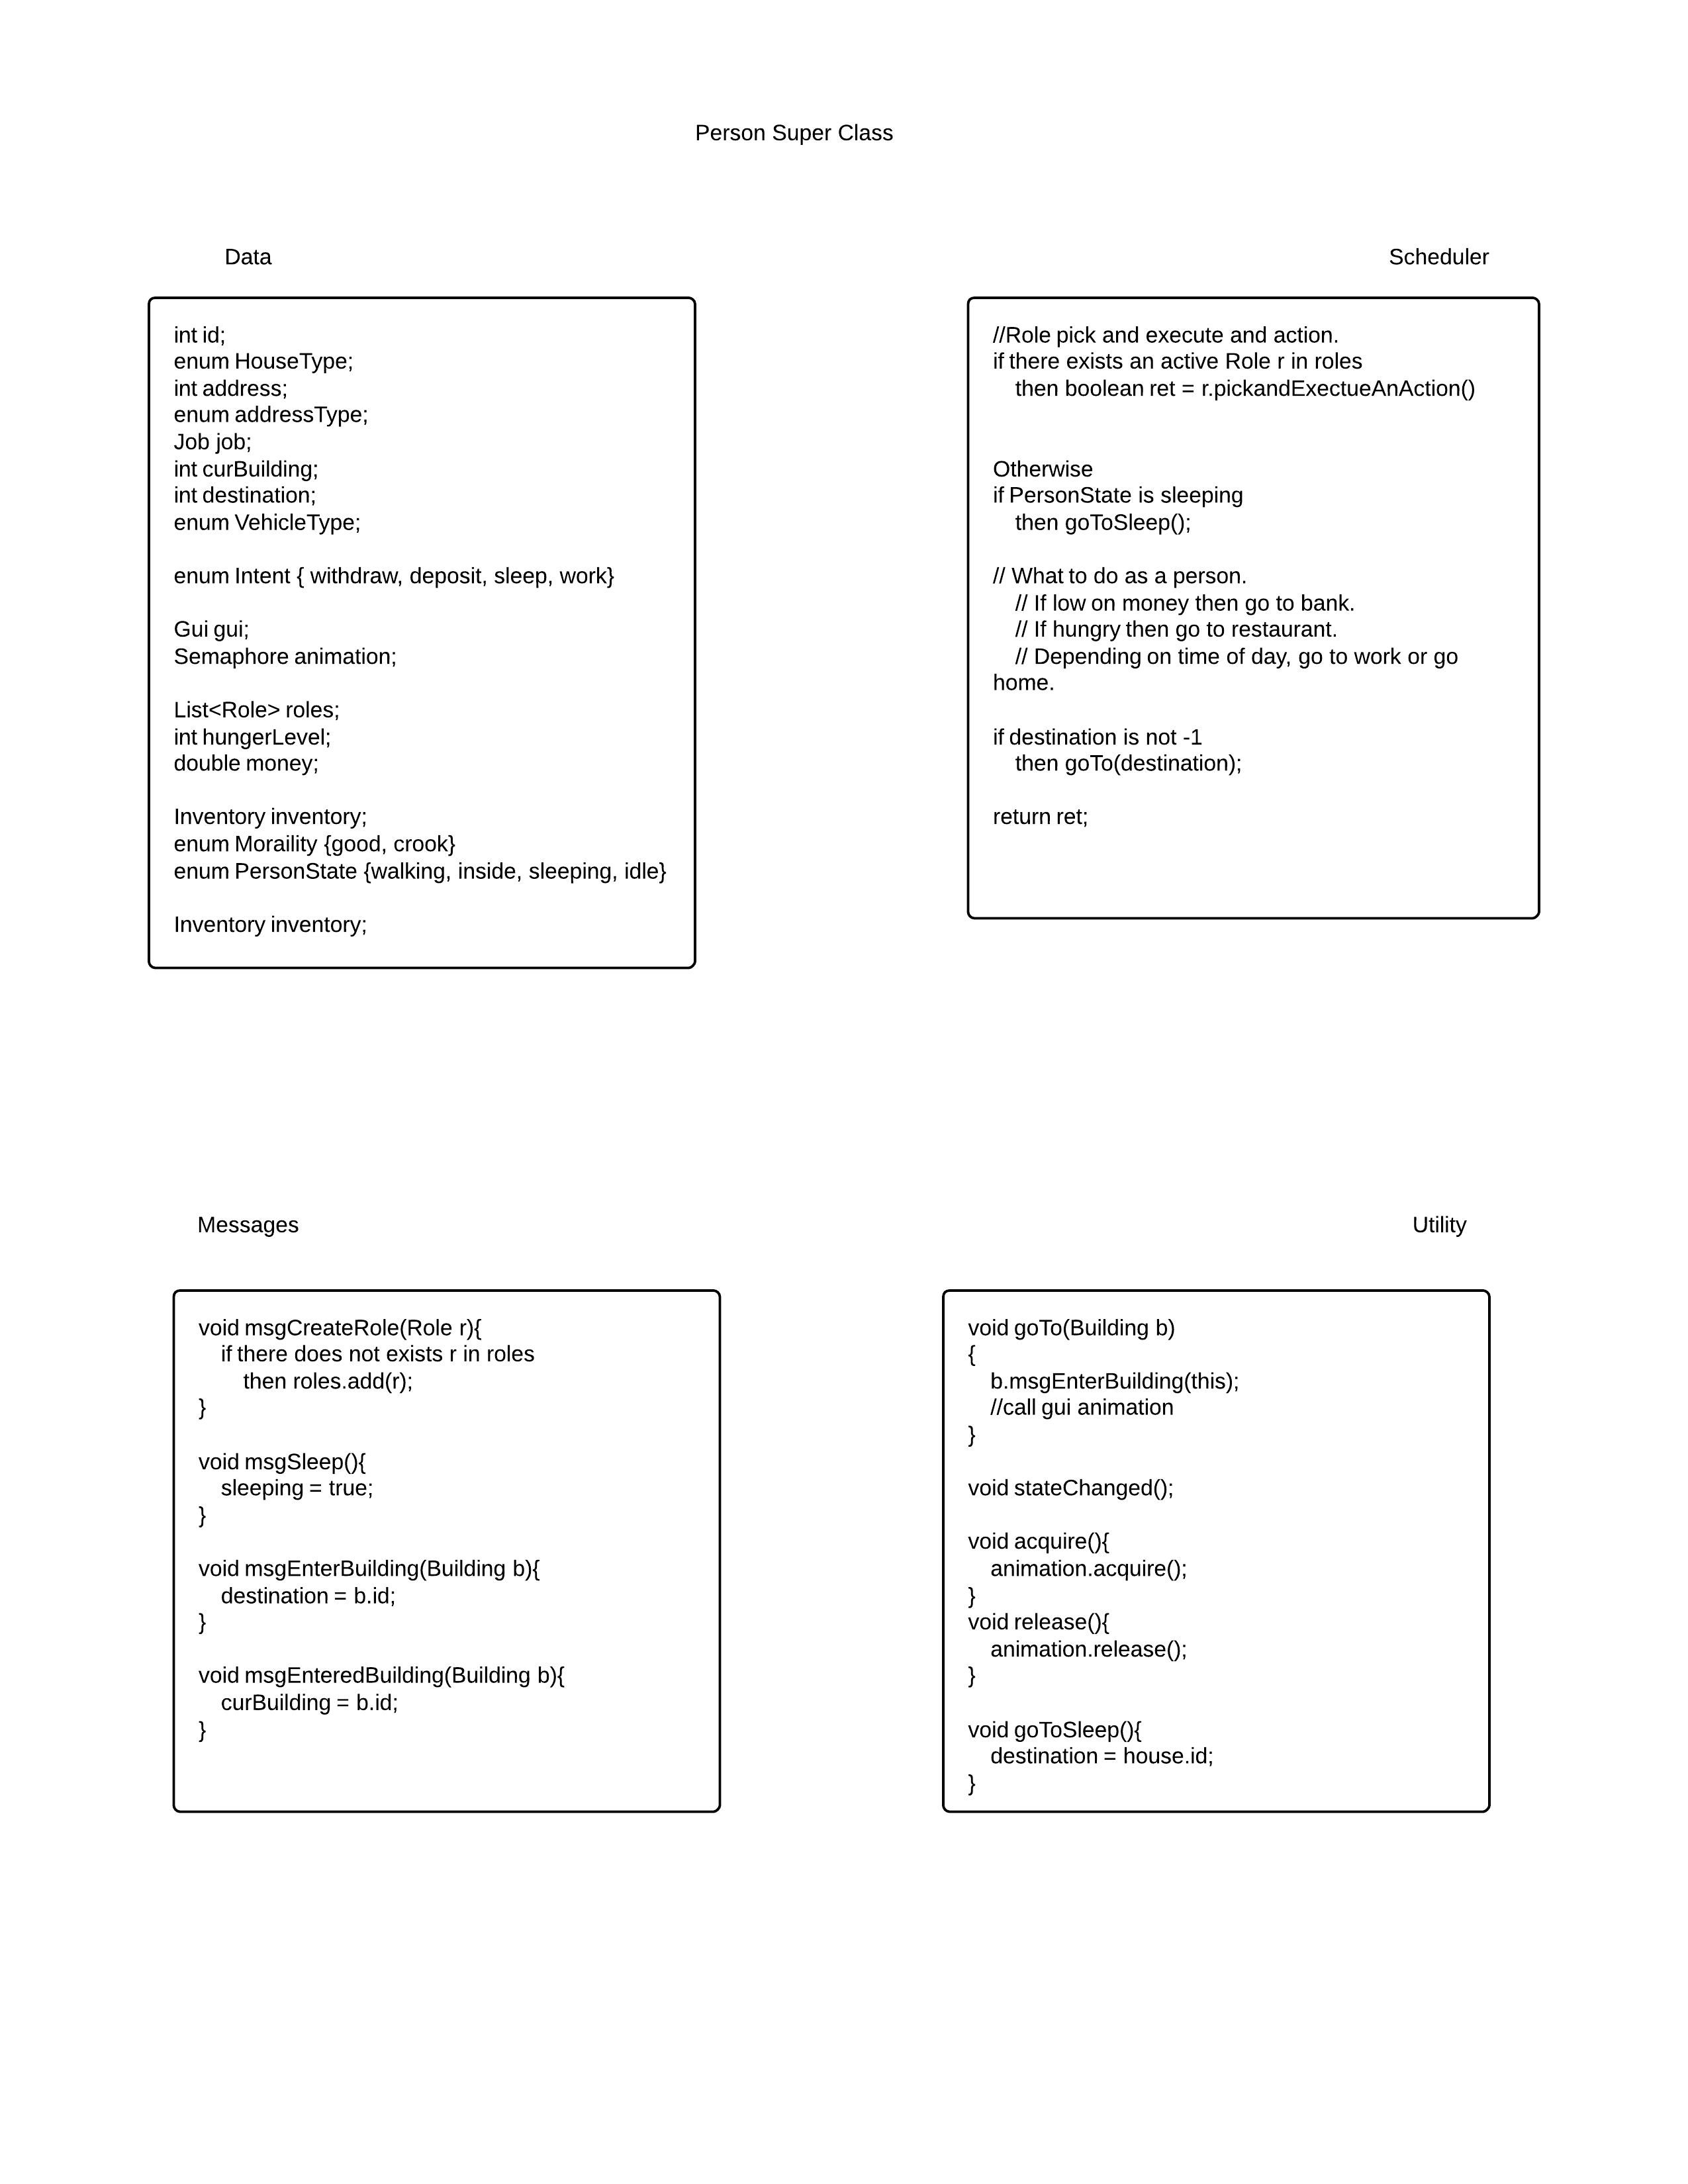 Person Super Class
Data
int id;
enum HouseType;
int address;
enum addressType;
Job job;
int curBuilding;
int destination;
enum VehicleType;
enum Intent { withdraw, deposit, sleep, work}
Gui gui;
Semaphore animation;
List<Role> roles;
int hungerLevel;
double money;
Inventory inventory;
enum Moraility {good, crook}
enum PersonState {walking, inside, sleeping, idle}
Inventory inventory;
Scheduler
//Role pick and execute and action.
if there exists an active Role r in roles
then boolean ret = r.pickandExectueAnAction()
Otherwise
if PersonState is sleeping
then goToSleep();
// What to do as a person.
// If low on money then go to bank.
// If hungry then go to restaurant.
// Depending on time of day, go to work or go
home.
if destination is not -1
then goTo(destination);
return ret;
Messages
void msgCreateRole(Role r){
if there does not exists r in roles
then roles.add(r);
}
void msgSleep(){
sleeping = true;
}
void msgEnterBuilding(Building b){
destination = b.id;
}
void msgEnteredBuilding(Building b){
curBuilding = b.id;
}
Utility
void goTo(Building b)
{
b.msgEnterBuilding(this);
//call gui animation
}
void stateChanged();
void acquire(){
animation.acquire();
}
void release(){
animation.release();
}
void goToSleep(){
destination = house.id;
}